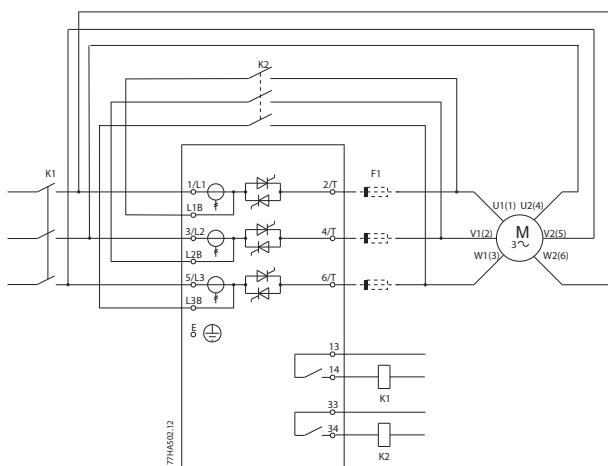 K2
K1
F1
1/L1
2/T
L1B
3/L2
4/T
L2B
5/L3
6/T
L3B
E
U1(1) U2(4)
V1(2) M V2(5)
3~
W1(3) W2(6)
13
14
K1
33
34
K2
177HA502.12